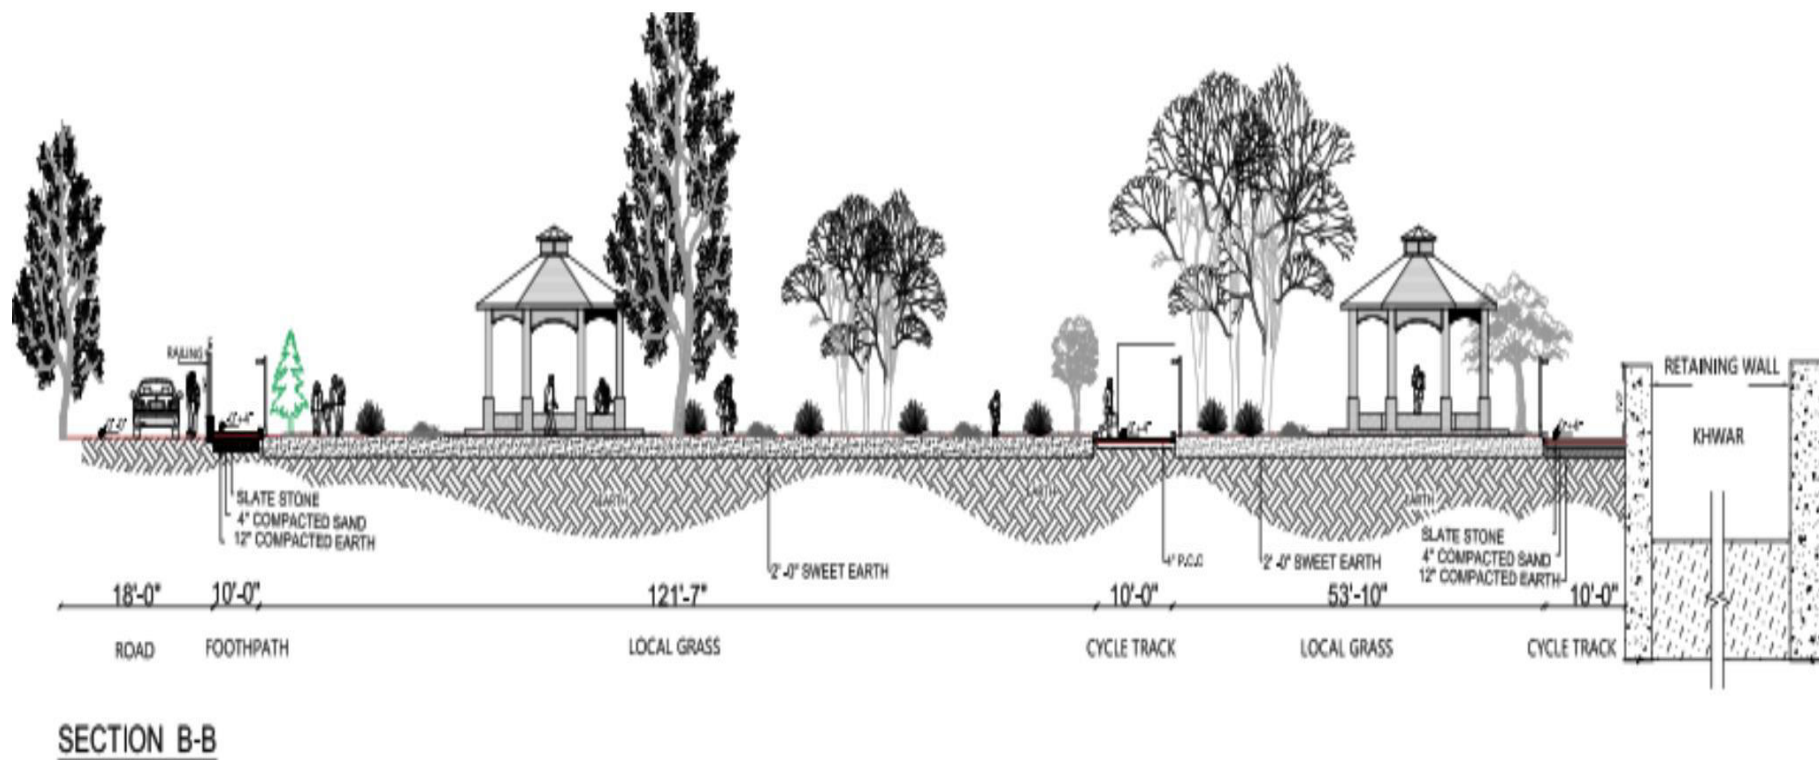 RAILING
RETAINING WALL
KHWAR
EARTH
EARTH
EARTH
SLATE STONE
4" COMPACTED SAND
12" COMPACTED EARTH
2'-0" SWEET EARTH
4" P.C.C
2'-0" SWEET EARTH
SLATE STONE
4" COMPACTED SAND
12" COMPACTED EARTH
18'-0" 10'-0" 121'-7" 10'-0" 53'-10" 10'-0"
ROAD FOOTHPATH LOCAL GRASS CYCLE TRACK LOCAL GRASS CYCLE TRACK
SECTION B-B